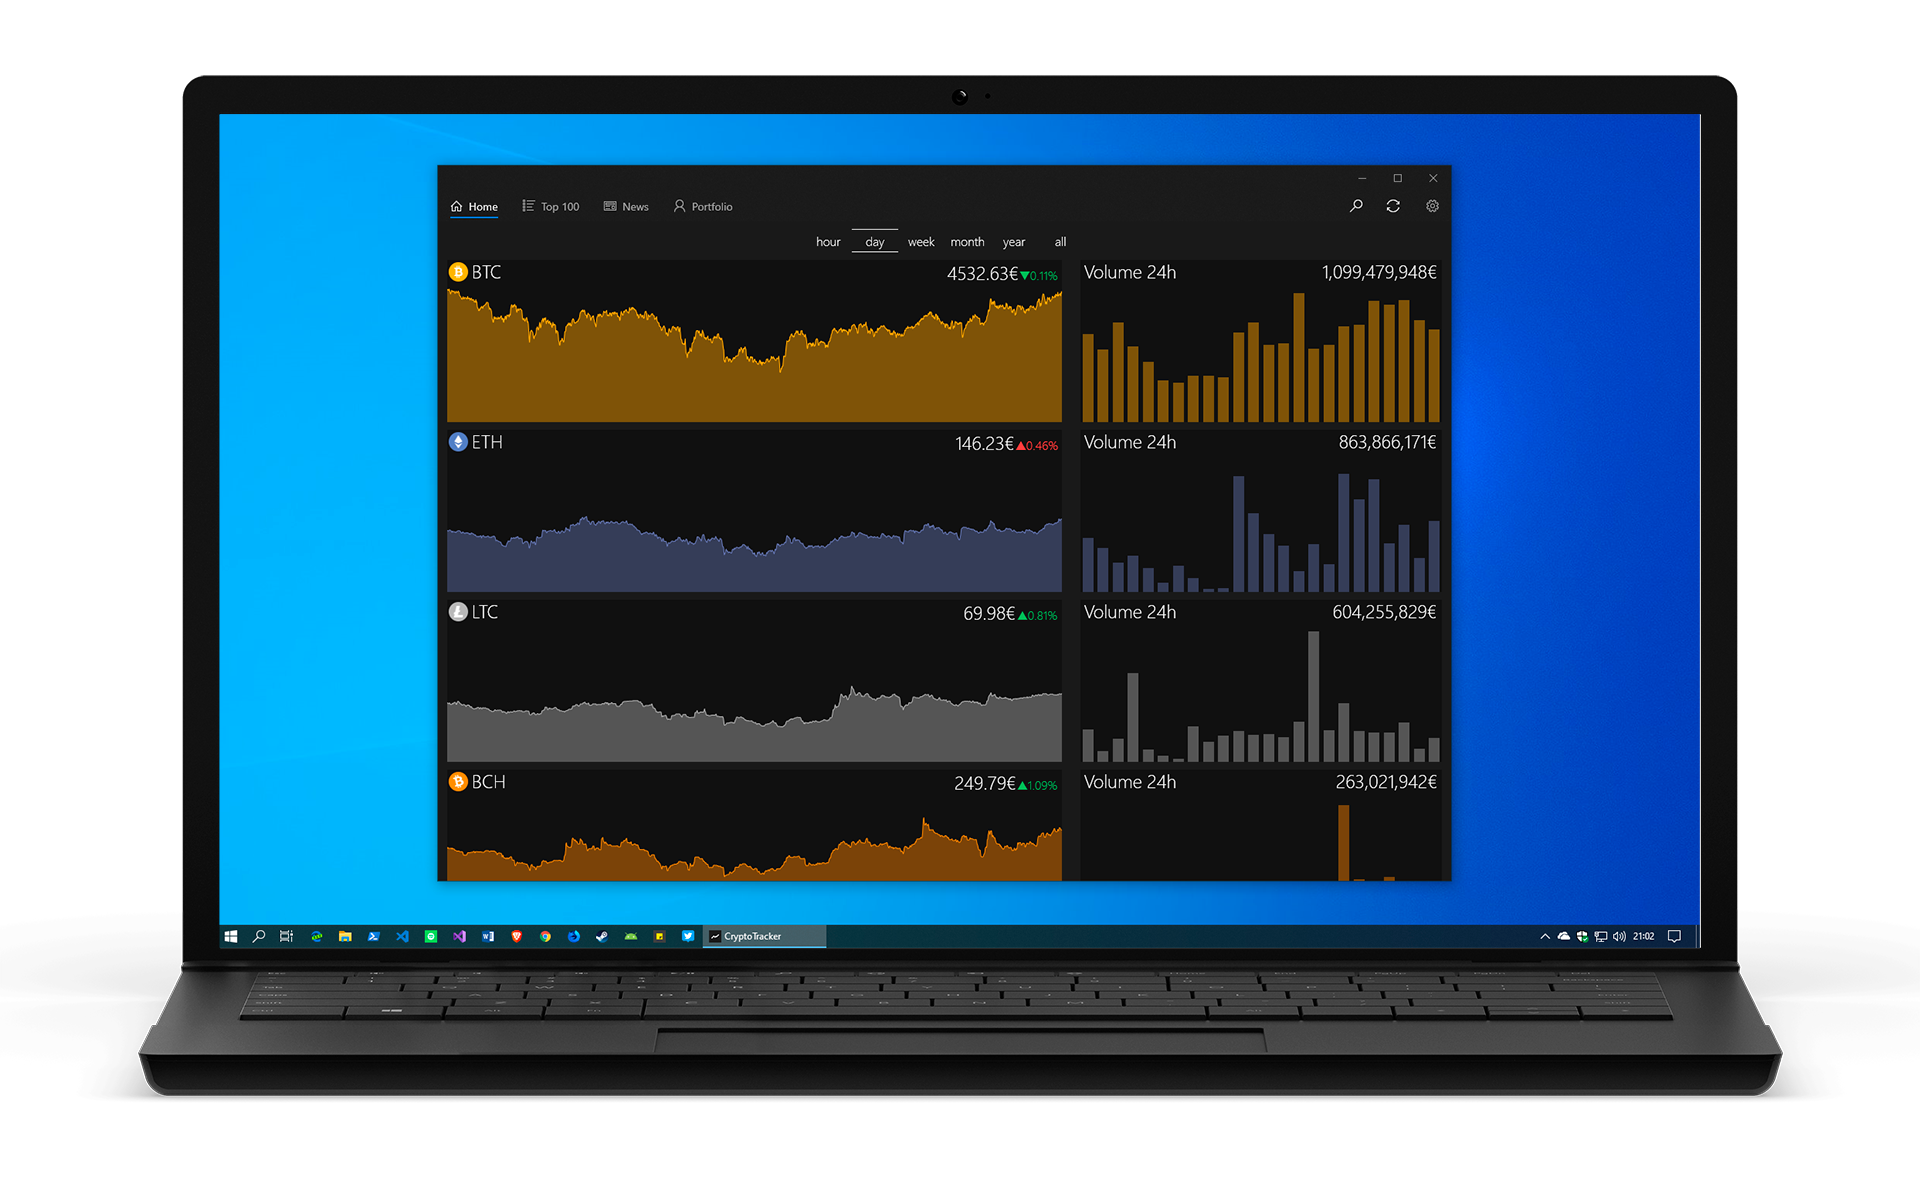 Home Top 100 News Portfolio
hour day week month year all
BTC 4532.63€▼0.11% Volume 24h 1,099,479,948€
ETH 146.23€▲0.46% Volume 24h 863,866,171€
LTC 69.98€▲0.81% Volume 24h 604,255,829€
BCH 249.79€▲1.09% Volume 24h 263,021,942€
CryptoTracker 21:02